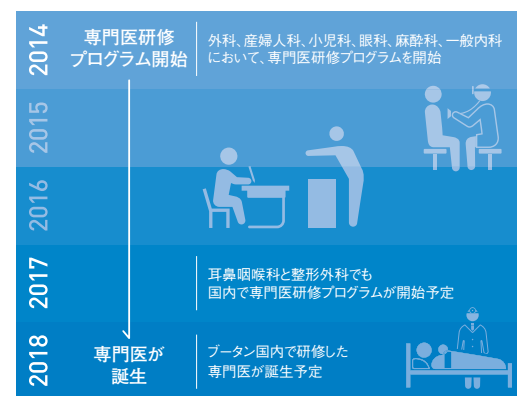 2014
専門医研修
プログラム開始
外科、産婦人科、小児科、眼科、麻酔科、一般内科
において、専門医研修プログラムを開始
2015
2016
2017
耳鼻咽喉科と整形外科でも
国内で専門医研修プログラムが開始予定
2018
専門医が
誕生
ブータン国内で研修した
専門医が誕生予定